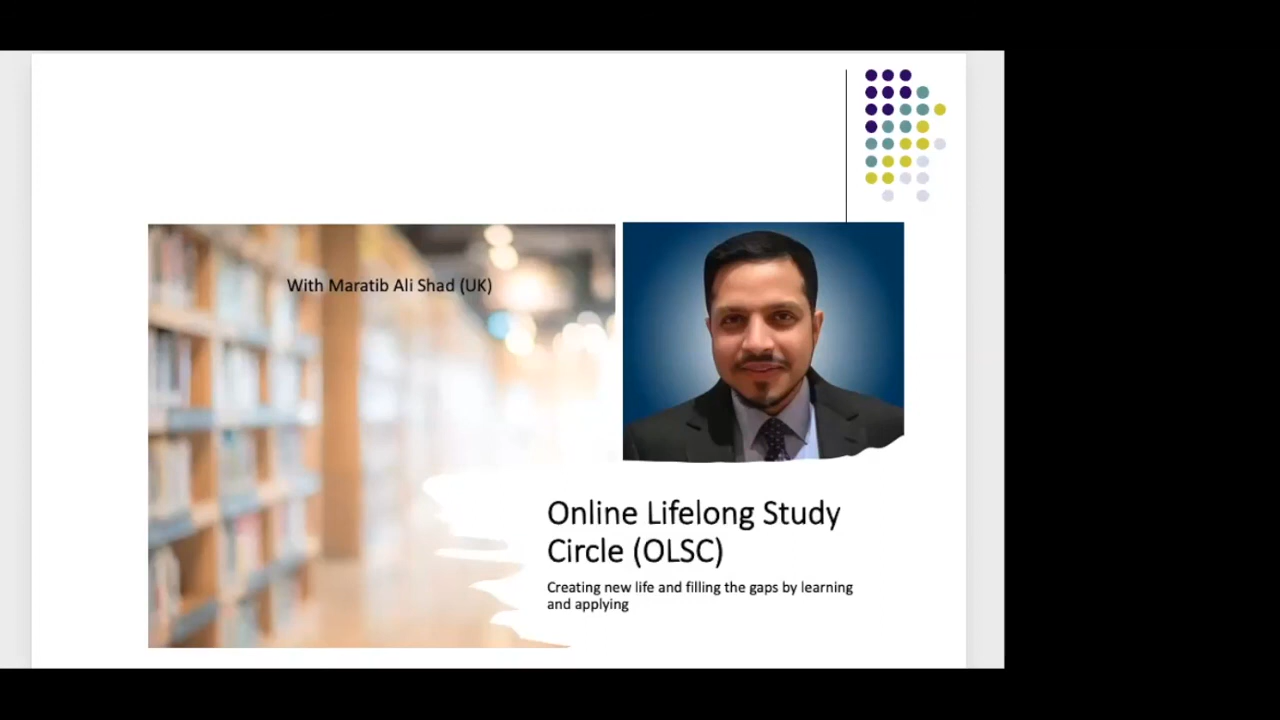 With Maratib Ali Shad (UK)
Online Lifelong Study
Circle (OLSC)
Creating new life and filling the gaps by learning
and applying